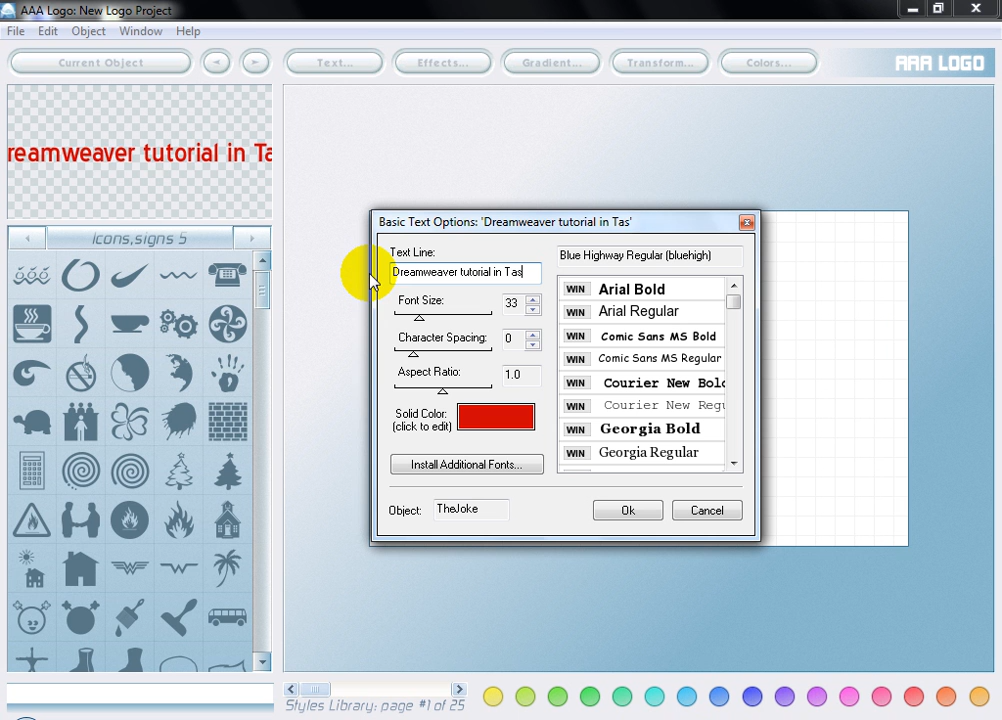 AAA Logo: New Logo Project
File Edit Object Window Help
Current Object Text... Effects... Gradient... Transform... Colors... AAA LOGO
reamweaver tutorial in Ta
icons,signs 5
Basic Text Options: 'Dreamweaver tutorial in Tas'
Text Line:
Dreamweaver tutorial in Tas
Font Size: 33
Character Spacing: 0
Aspect Ratio: 1.0
Solid Color:
(click to edit)
Install Additional Fonts...
Blue Highway Regular (bluehigh)
WIN Arial Bold
WIN Arial Regular
WIN Comic Sans MS Bold
WIN Comic Sans MS Regular
WIN Courier New Bold
WIN Courier New Regu
WIN Georgia Bold
WIN Georgia Regular
Object: TheJoke
Ok Cancel
Styles Library: page #1 of 25